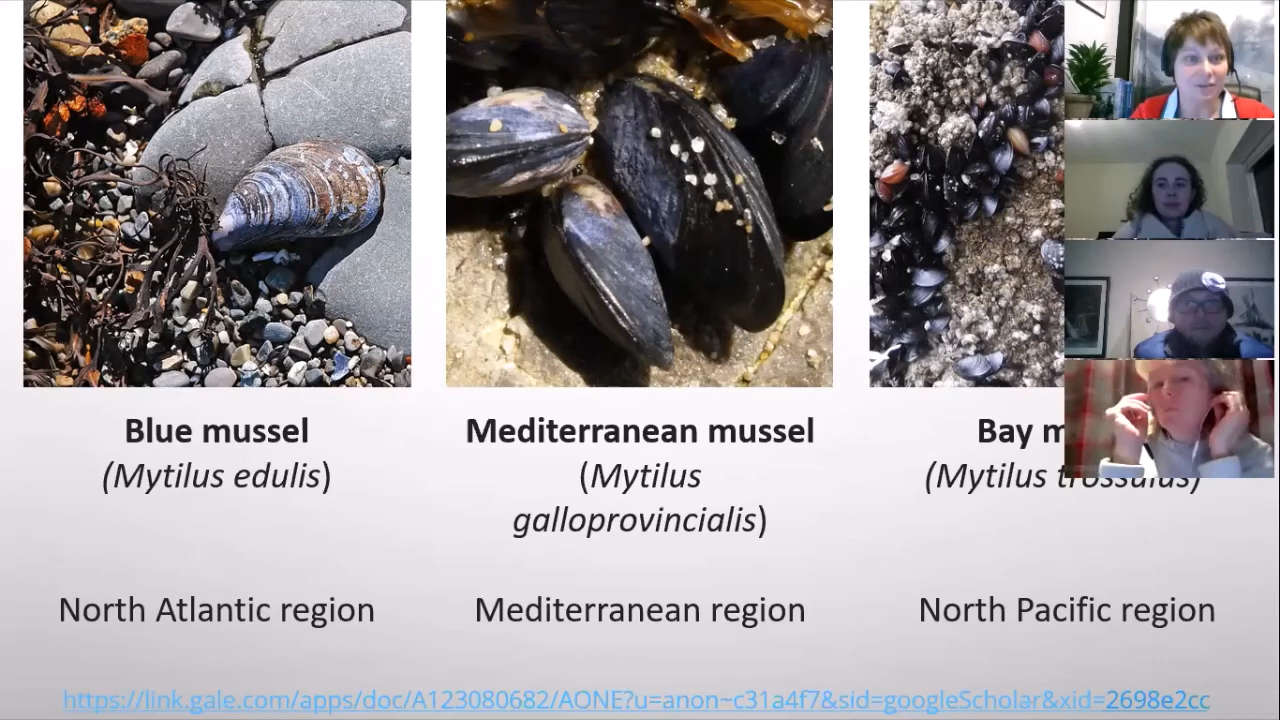 Blue mussel
(Mytilus edulis)
Mediterranean mussel
(Mytilus
galloprovincialis)
Bay
(Mytilus trossulus)
North Atlantic region
Mediterranean region
North Pacific region
https://link.gale.com/apps/doc/A123080682/AONE?u=anon~c31a4f7&sid=googleScholar&xid=2698e2cc